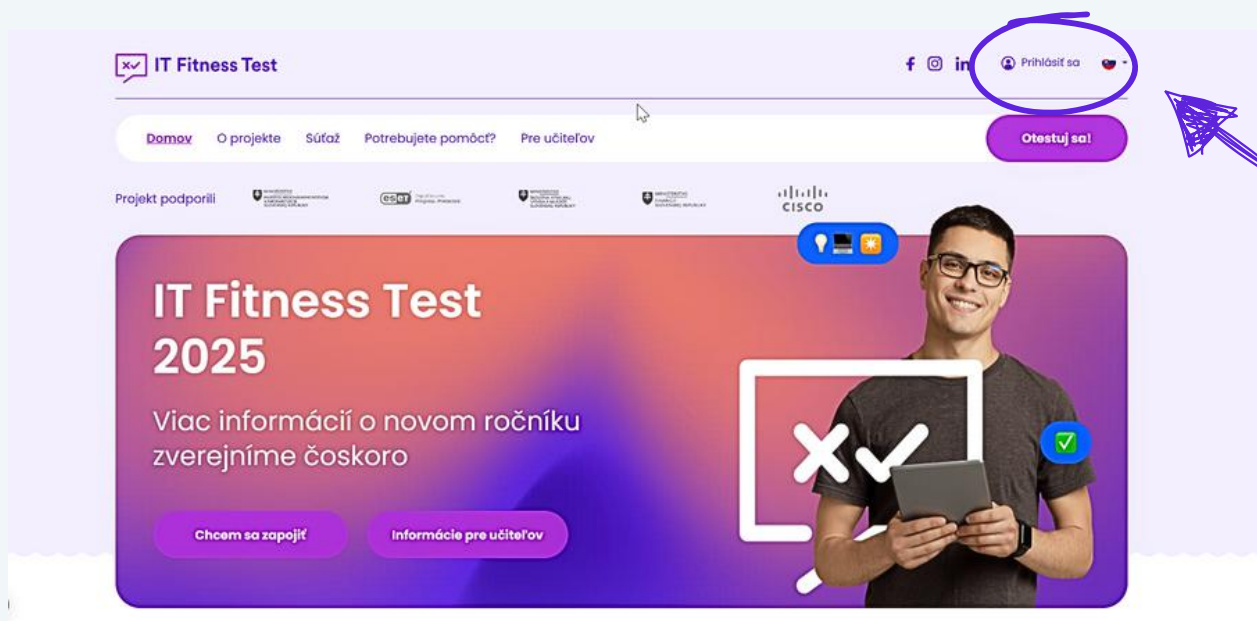 IT Fitness Test
Prihlásiť sa
Domov O projekte Súťaž Potrebujete pomôcť? Pre učiteľov
Otestuj sa!
Projekt podporili
eset
CISCO
IT Fitness Test
2025
Viac informácií o novom ročníku
zverejníme čoskoro
Chcem sa zapojiť
Informácie pre učiteľov